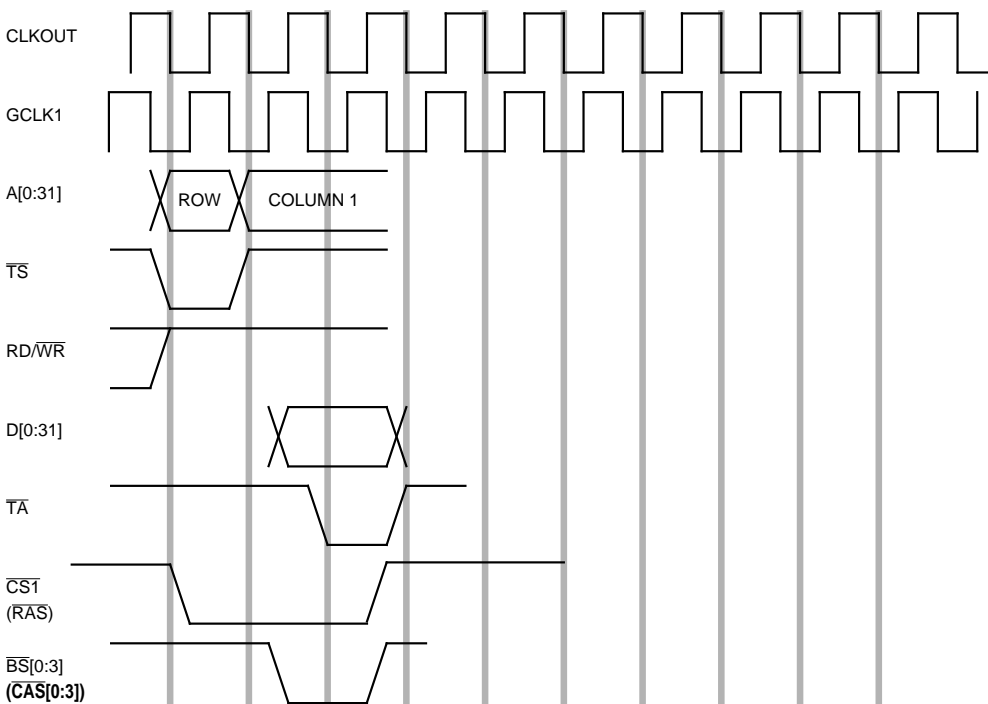 CLKOUT
GCLK1
A[0:31]
ROW
COLUMN 1
TS
RD/WR
D[0:31]
TA
CS1
(RAS)
BS[0:3]
(CAS[0:3])